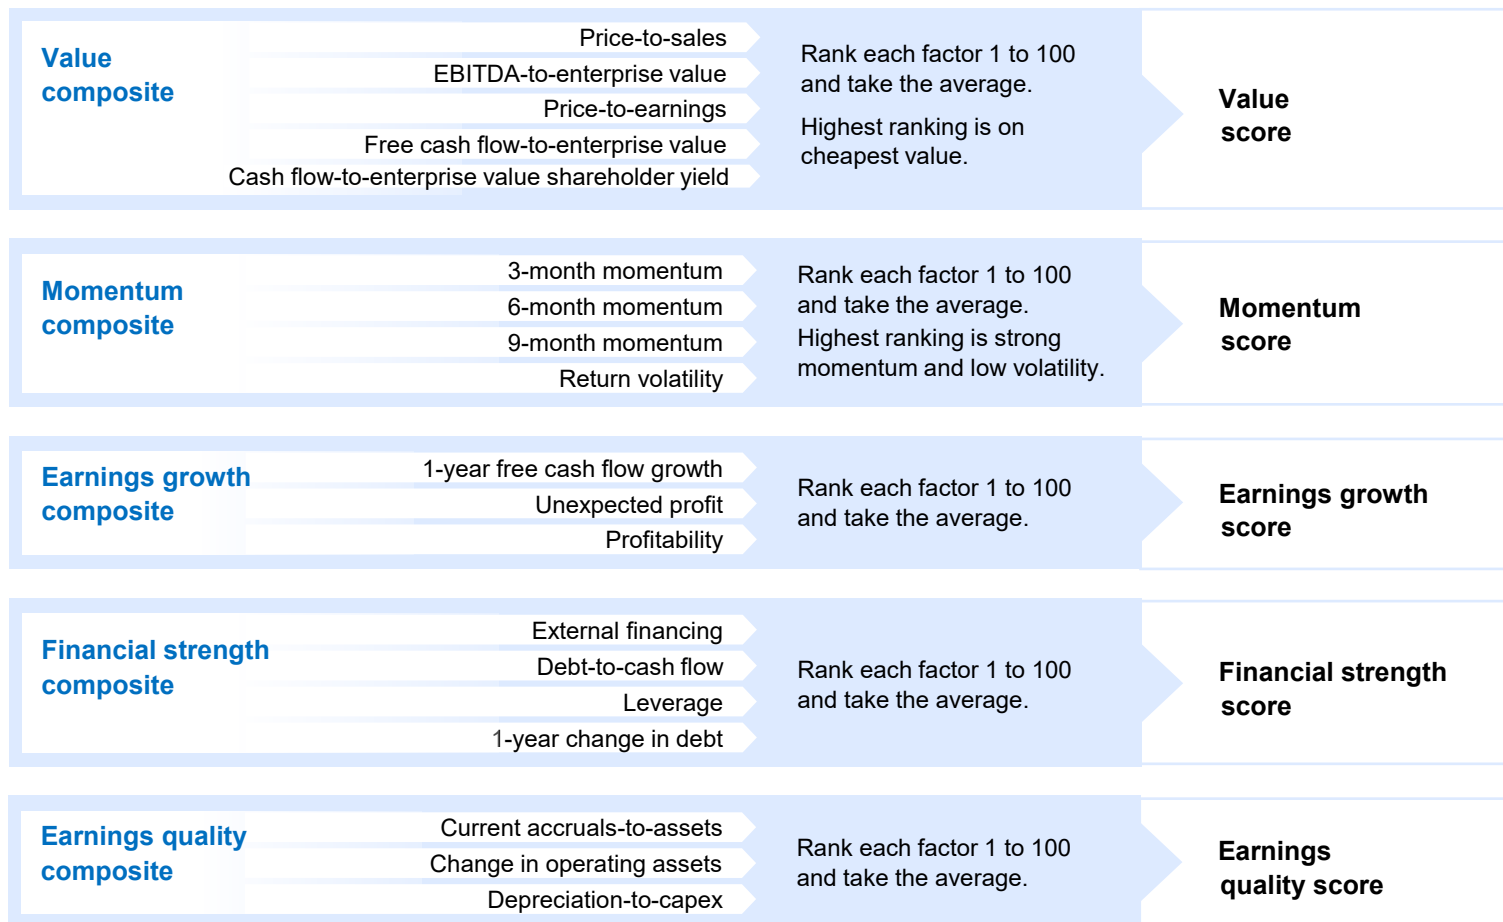 Value
composite
Price-to-sales
EBITDA-to-enterprise value
Price-to-earnings
Free cash flow-to-enterprise value
Cash flow-to-enterprise value shareholder yield
Rank each factor 1 to 100
and take the average.
Highest ranking is on
cheapest value.
Value
score
Momentum
composite
3-month momentum
6-month momentum
9-month momentum
Return volatility
Rank each factor 1 to 100
and take the average.
Highest ranking is strong
momentum and low volatility.
Momentum
score
Earnings growth
composite
1-year free cash flow growth
Unexpected profit
Profitability
Rank each factor 1 to 100
and take the average.
Earnings growth
score
Financial strength
composite
External financing
Debt-to-cash flow
Leverage
1-year change in debt
Rank each factor 1 to 100
and take the average.
Financial strength
score
Earnings quality
composite
Current accruals-to-assets
Change in operating assets
Depreciation-to-capex
Rank each factor 1 to 100
and take the average.
Earnings
quality score